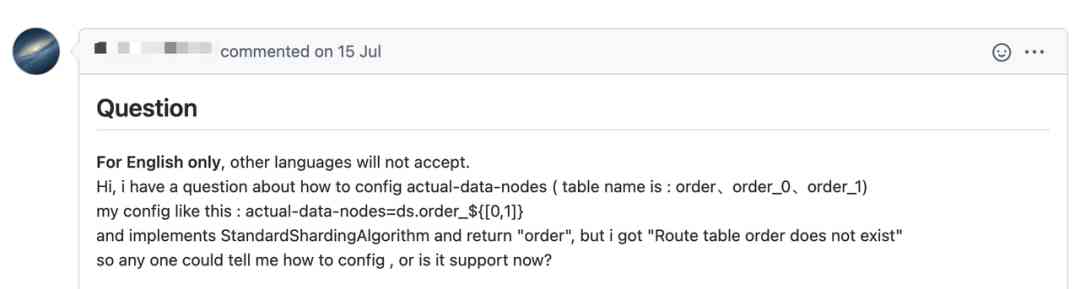 commented on 15 Jul
Question
For English only, other languages will not accept.
Hi, i have a question about how to config actual-data-nodes ( table name is : order、order_0、order_1)
my config like this : actual-data-nodes=ds.order_${[0,1]}
and implements StandardShardingAlgorithm and return "order", but i got "Route table order does not exist"
so any one could tell me how to config , or is it support now?